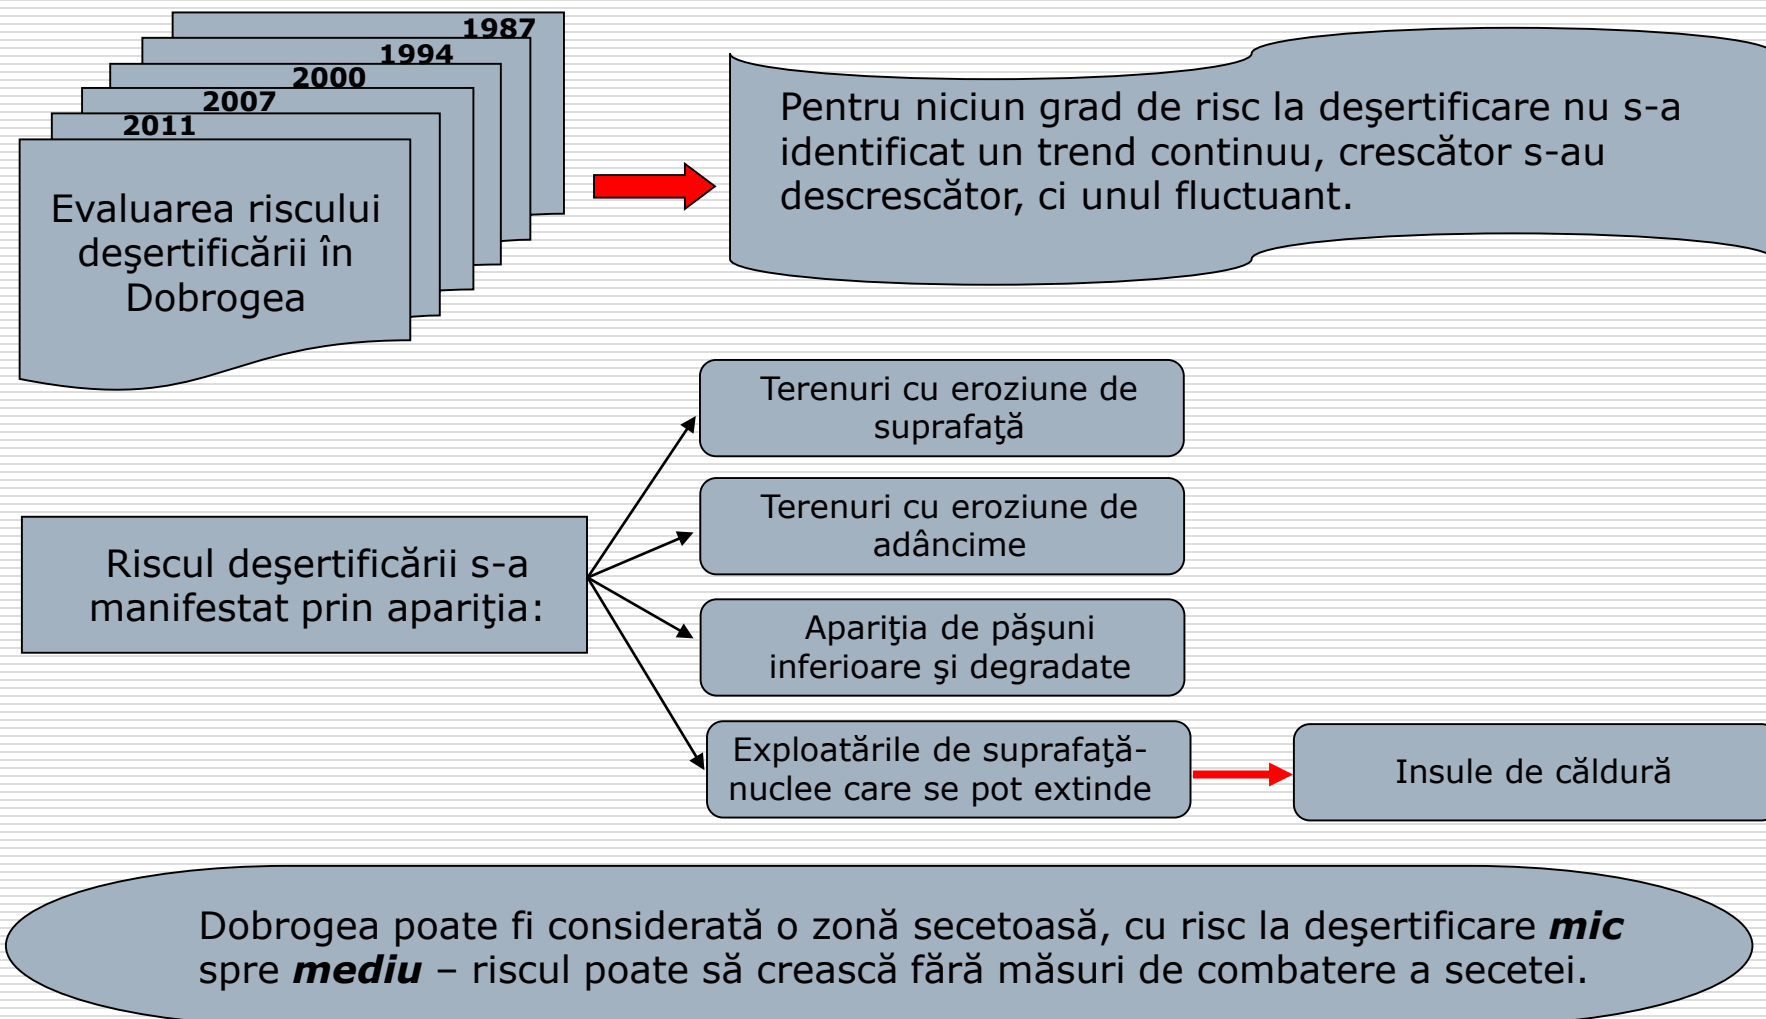 1987
1994
2000
2007
2011
Evaluarea riscului
deşertificării în
Dobrogea
Pentru niciun grad de risc la deşertificare nu s-a
identificat un trend continuu, crescător s-au
descrescător, ci unul fluctuant.
Terenuri cu eroziune de
suprafaţă
Terenuri cu eroziune de
adâncime
Riscul deşertificării s-a
manifestat prin apariţia:
Apariţia de păşuni
inferioare şi degradate
Exploatările de suprafaţă-
nuclee care se pot extinde
Insule de căldură
Dobrogea poate fi considerată o zonă secetoasă, cu risc la deşertificare mic
spre mediu – riscul poate să crească fără măsuri de combatere a secetei.